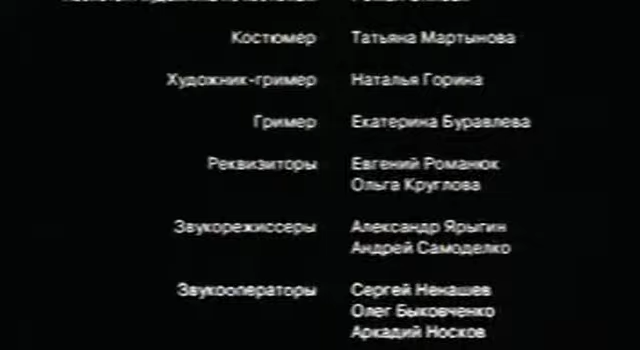 Костюмер Татьяна Мартынова
Художник-гример Наталья Горина
Гример Екатерина Буравлева
Реквизиторы Евгений Романюк
Ольга Круглова
Звукорежиссеры Александр Ярыгин
Андрей Самоделко
Звукооператоры Сергей Ненашев
Олег Быковченко
Аркадий Носков